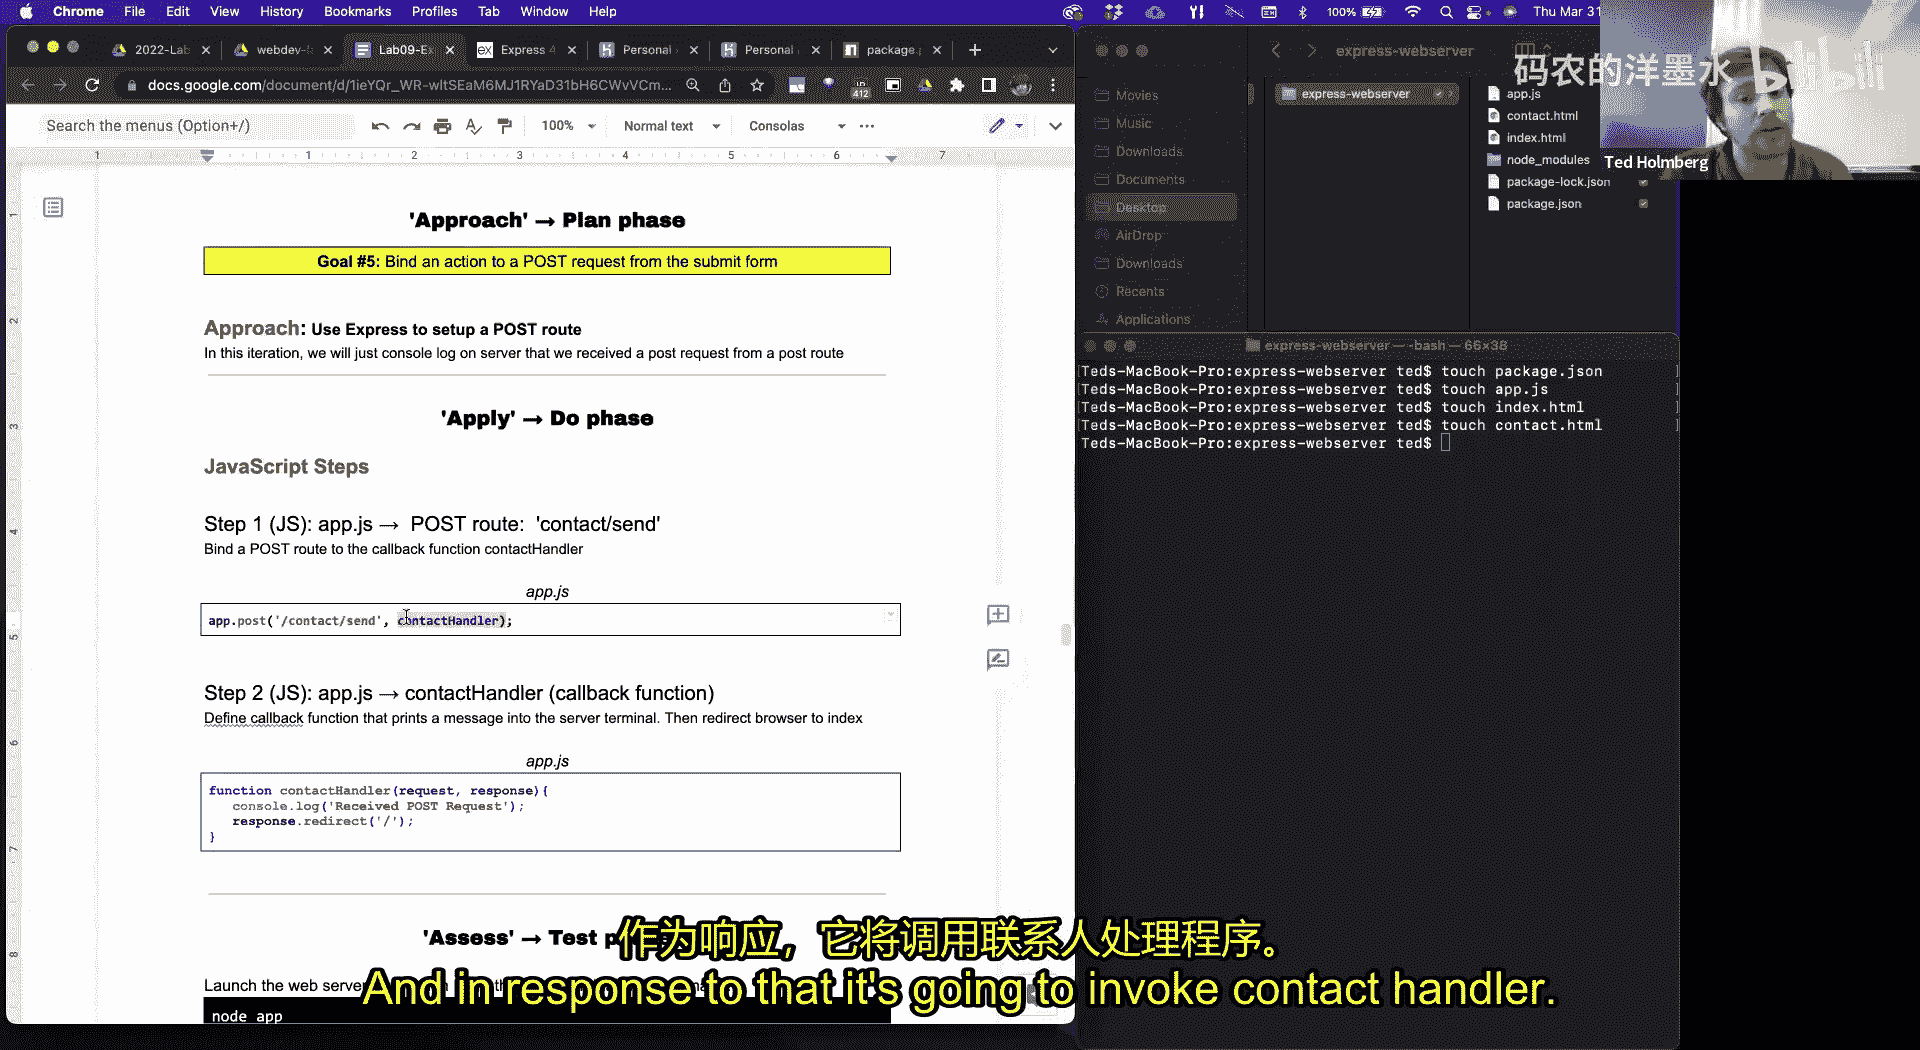 Chrome File Edit View History Bookmarks Profiles Tab Window Help
100% Thu Mar 31
2022-Lab
webdev-
Lab09-Ex
Express 4
Personal
Personal
package.
docs.google.com/document/d/1ieYQr_WR-wltSEaM6MJ1RYaD31bH6CWvVCm...
412
Search the menus (Option+/)
100% Normal text Consolas
1 1 2 3 4 5 6 7
'Approach' → Plan phase
Goal #5: Bind an action to a POST request from the submit form
Approach: Use Express to setup a POST route
In this iteration, we will just console log on server that we received a post request from a post route
'Apply' → Do phase
JavaScript Steps
Step 1 (JS): app.js → POST route: 'contact/send'
Bind a POST route to the callback function contactHandler
app.js
app.post('/contact/send', contactHandler);
Step 2 (JS): app.js → contactHandler (callback function)
Define callback function that prints a message into the server terminal. Then redirect browser to index
app.js
function contactHandler(request, response){
console.log('Received POST Request');
response.redirect('/');
}
'Assess' → Test p
Launch the web server
node app
express-webserver
Movies
Music
Downloads
Documents
Desktop
AirDrop
Downloads
Recents
Applications
express-webserver
app.js
contact.html
index.html
node_modules
package-lock.json
package.json
码农的洋墨水 bilibili
Ted Holmberg
express-webserver — -bash — 66×38
Teds-MacBook-Pro:express-webserver ted$ touch package.json
Teds-MacBook-Pro:express-webserver ted$ touch app.js
Teds-MacBook-Pro:express-webserver ted$ touch index.html
Teds-MacBook-Pro:express-webserver ted$ touch contact.html
Teds-MacBook-Pro:express-webserver ted$
作为响应，它将调用联系人处理程序。
And in response to that it's going to invoke contact handler.